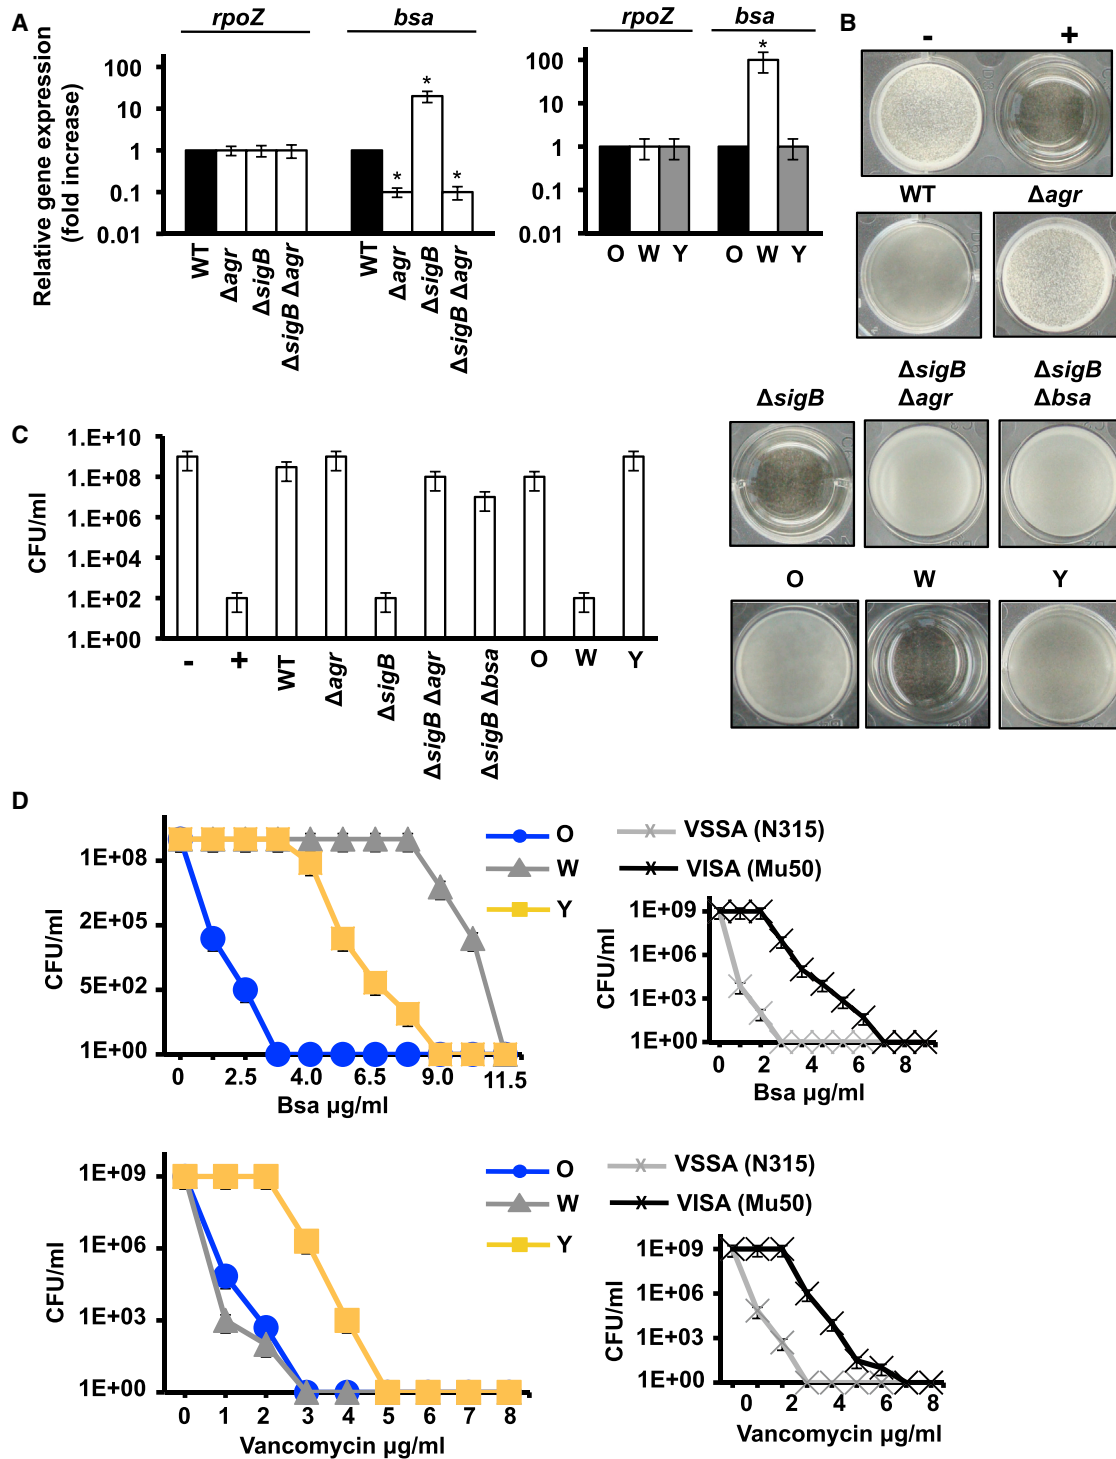 A
rpoZ
bsa
rpoZ
bsa
Relative gene expression
(fold increase)
100
10
1
0.1
0.01
*
*
*
WT
Δagr
ΔsigB
ΔsigB Δagr
WT
Δagr
ΔsigB
ΔsigB Δagr
100
10
1
0.1
0.01
*
O W Y
O W Y
B
- +
WT Δagr
ΔsigB
ΔsigB
Δagr
ΔsigB
Δbsa
O W Y
C
CFU/ml
1.E+10
1.E+08
1.E+06
1.E+04
1.E+02
1.E+00
-
+
WT
Δagr
ΔsigB
ΔsigB Δagr
ΔsigB Δbsa
O
W
Y
D
CFU/ml
1E+08
2E+05
5E+02
1E+00
0 2.5 4.0 6.5 9.0 11.5
Bsa μg/ml
O
W
Y
VSSA (N315)
VISA (Mu50)
CFU/ml
1E+09
1E+06
1E+03
1E+00
0 2 4 6 8
Bsa μg/ml
CFU/ml
1E+09
1E+06
1E+03
1E+00
0 1 2 3 4 5 6 7 8
Vancomycin μg/ml
O
W
Y
VSSA (N315)
VISA (Mu50)
CFU/ml
1E+09
1E+06
1E+03
1E+00
0 2 4 6 8
Vancomycin μg/ml